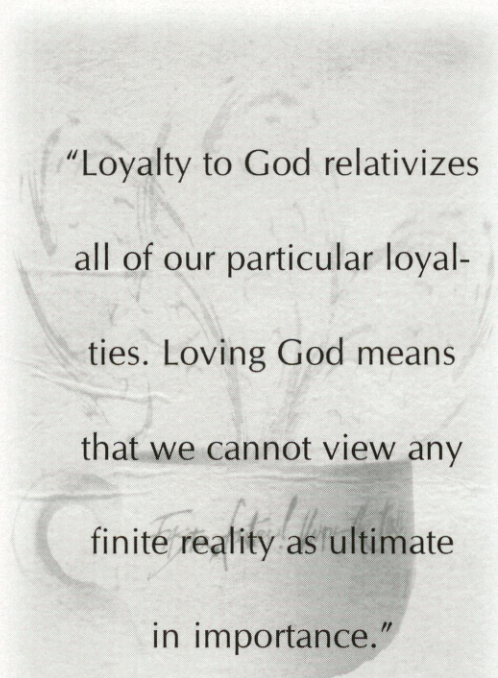 “Loyalty to God relativizes
all of our particular loyal-
ties. Loving God means
that we cannot view any
finite reality as ultimate
in importance.”